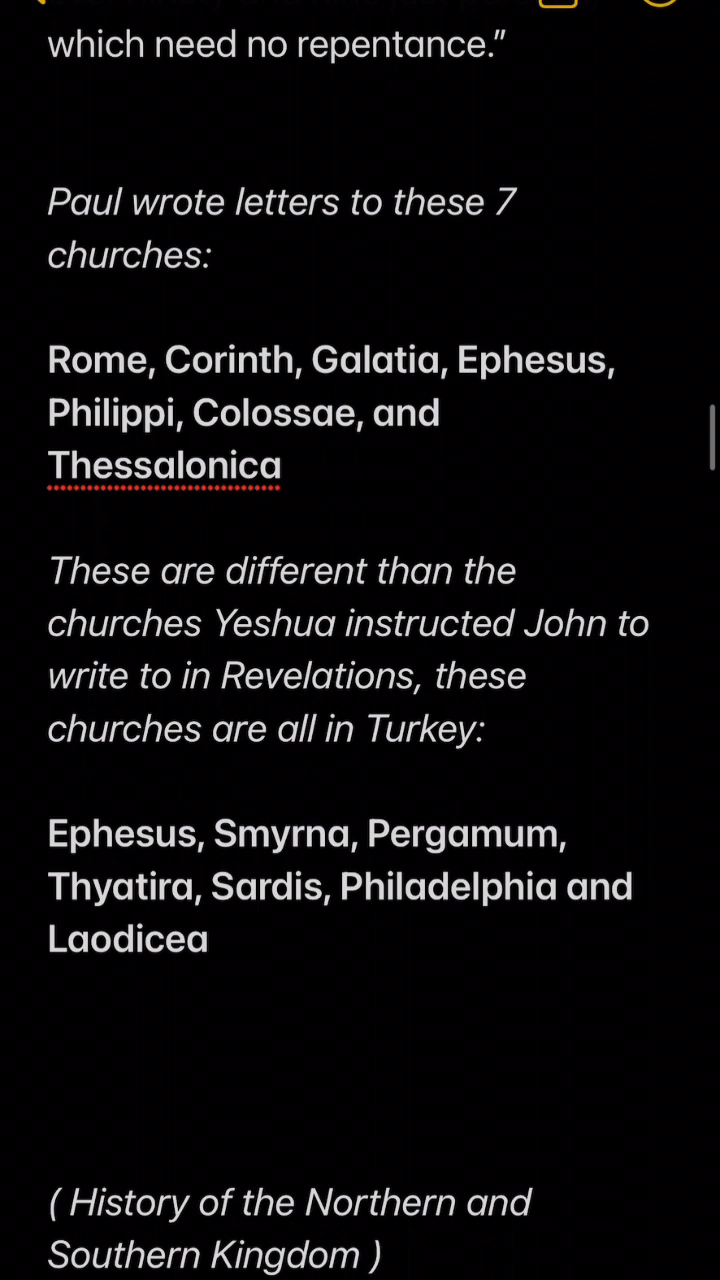 which need no repentance.”
Paul wrote letters to these 7
churches:
Rome, Corinth, Galatia, Ephesus,
Philippi, Colossae, and
Thessalonica
These are different than the
churches Yeshua instructed John to
write to in Revelations, these
churches are all in Turkey:
Ephesus, Smyrna, Pergamum,
Thyatira, Sardis, Philadelphia and
Laodicea
( History of the Northern and
Southern Kingdom )